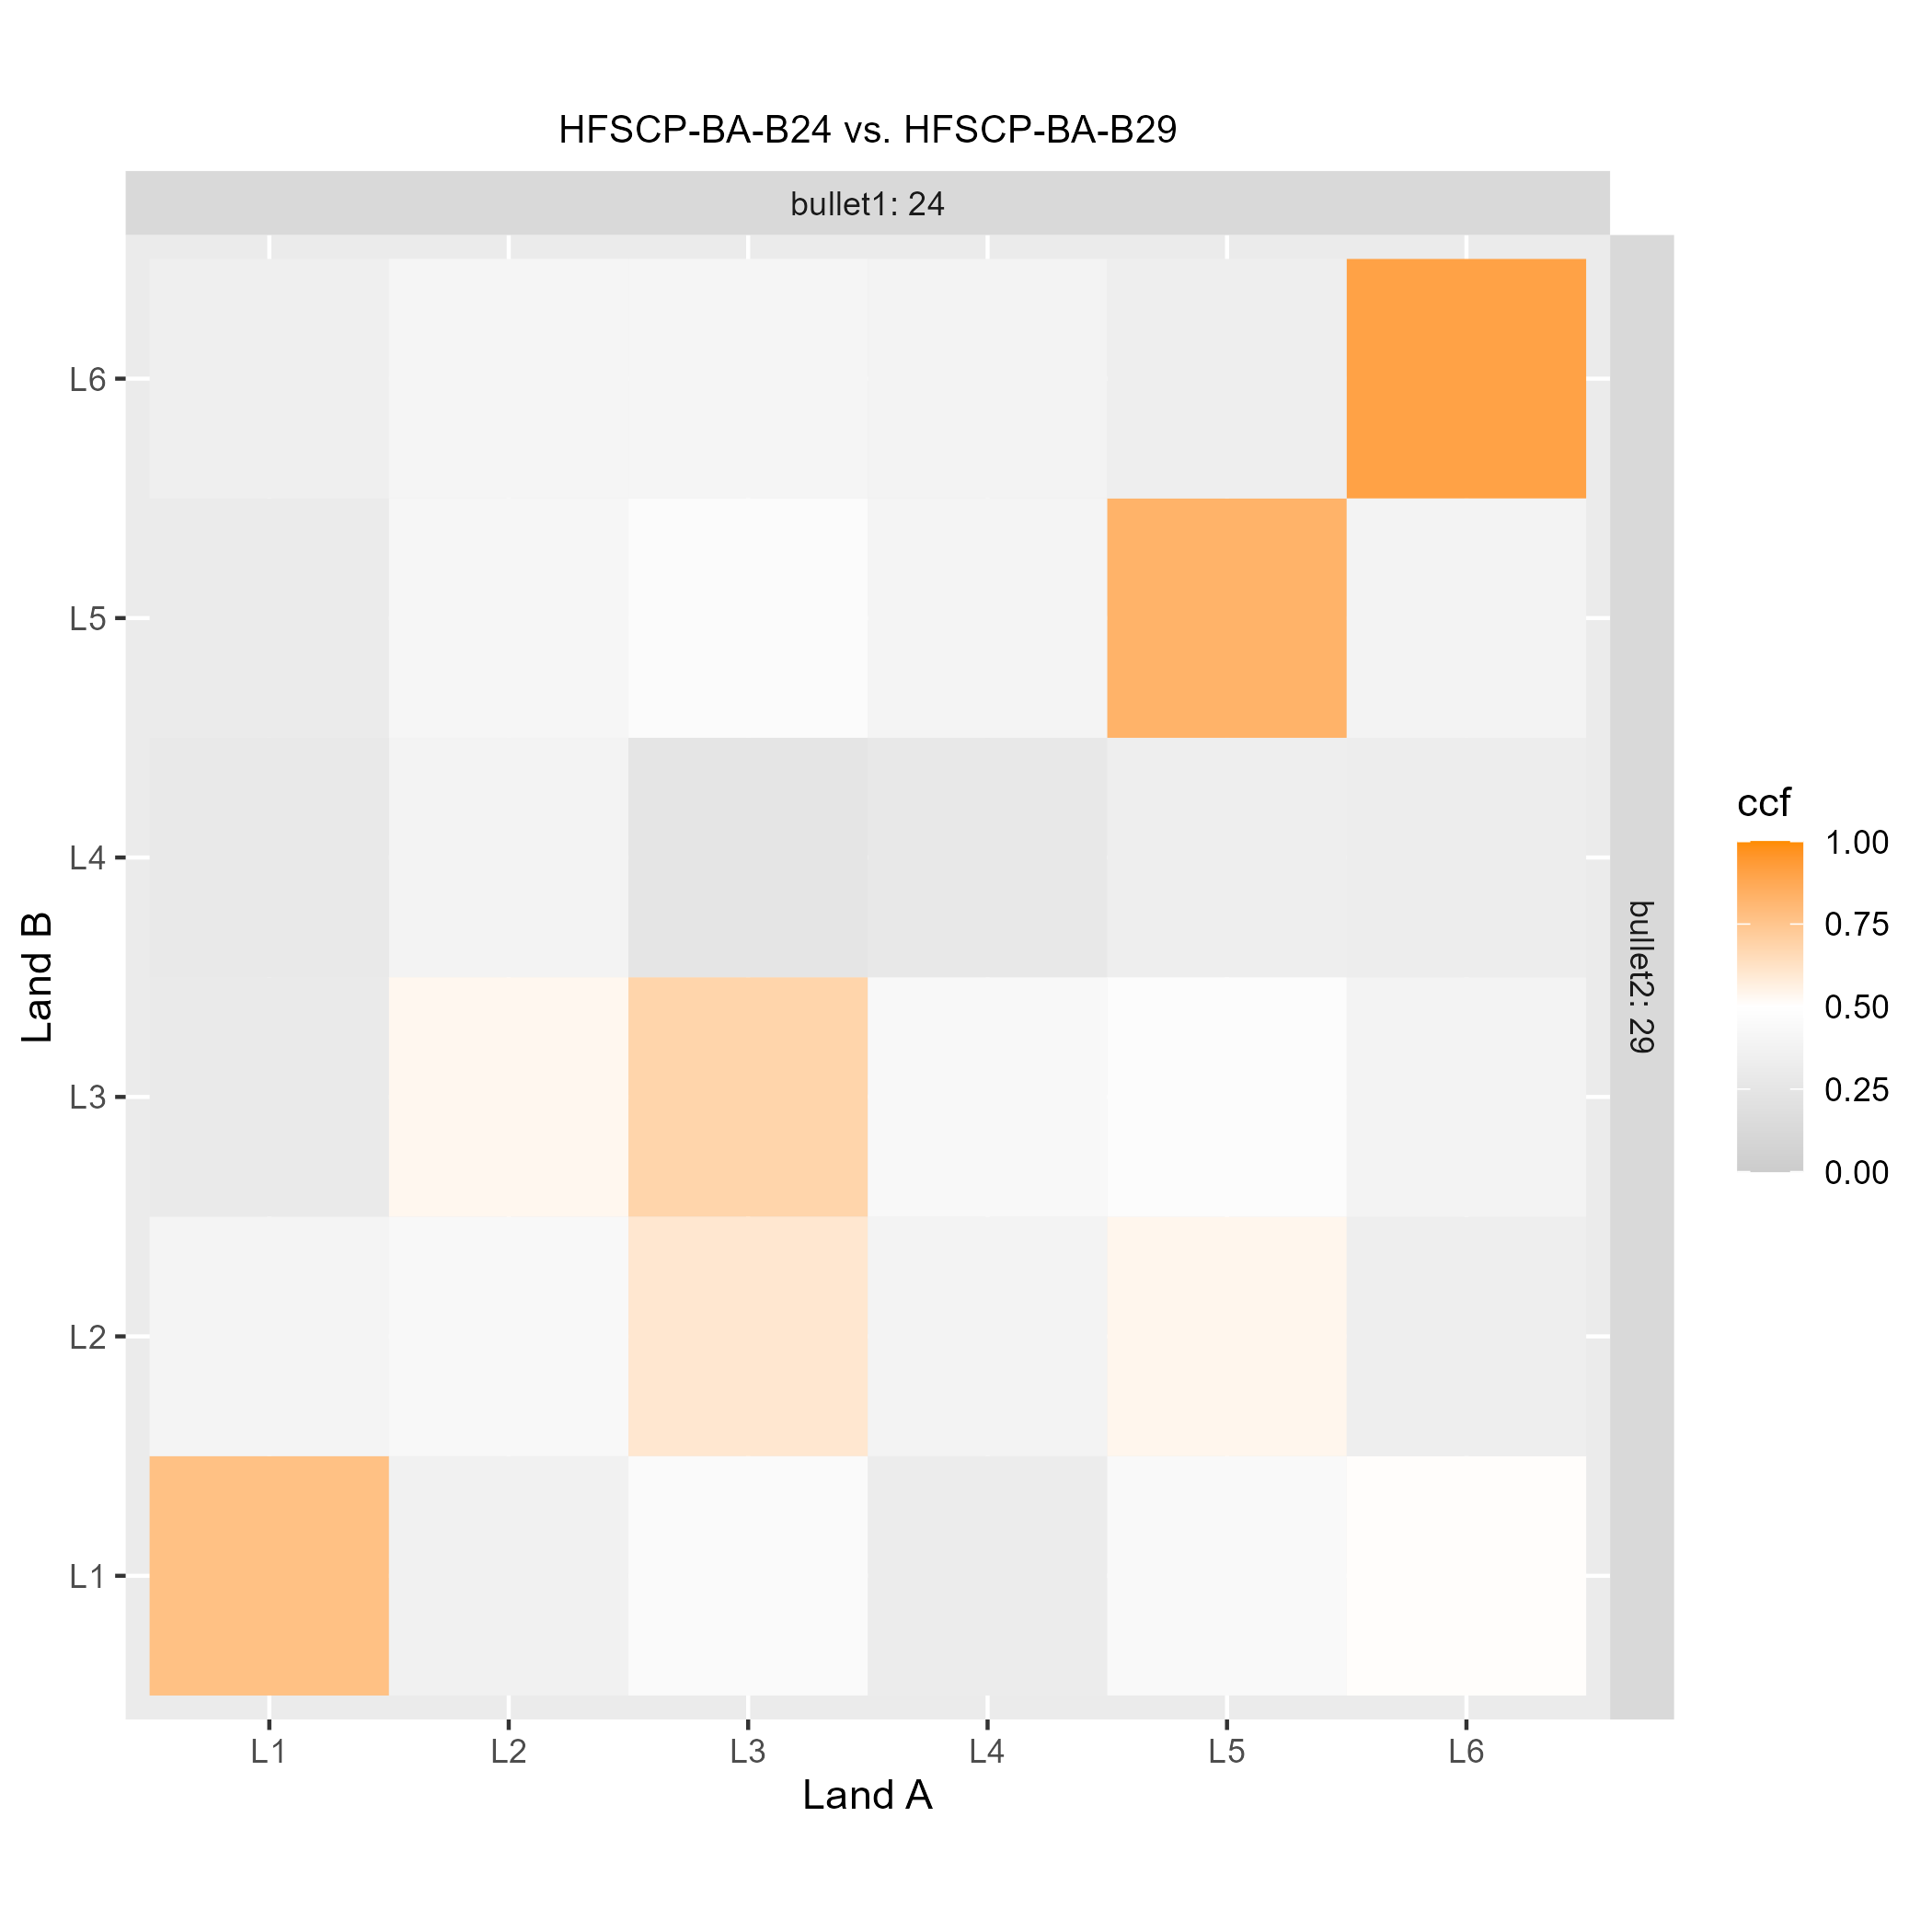 HFSCP-BA-B24 vs. HFSCP-BA-B29
bullet1: 24
L6
L5
L4
L3
L2
L1
Land B
bullet2: 29
ccf
1.00
0.75
0.50
0.25
0.00
L1 L2 L3 L4 L5 L6
Land A